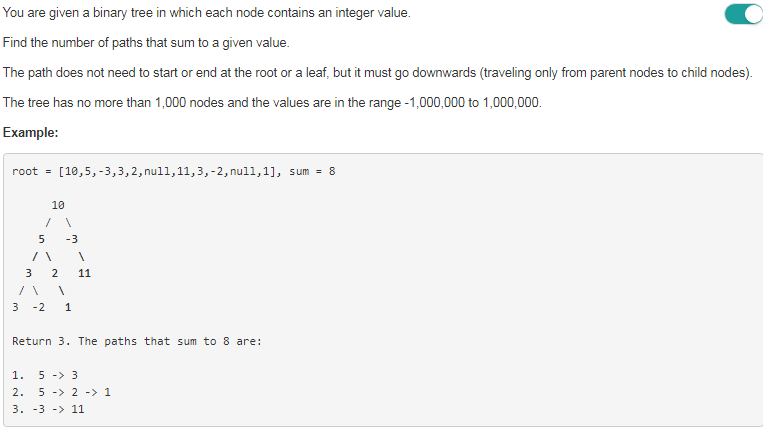 You are given a binary tree in which each node contains an integer value.
Find the number of paths that sum to a given value.
The path does not need to start or end at the root or a leaf, but it must go downwards (traveling only from parent nodes to child nodes).
The tree has no more than 1,000 nodes and the values are in the range -1,000,000 to 1,000,000.
Example:
root = [10,5,-3,3,2,null,11,3,-2,null,1], sum = 8
      10
     /  \
    5   -3
   / \    \
  3   2   11
 / \   \
3  -2   1
Return 3. The paths that sum to 8 are:
1.  5 -> 3
2.  5 -> 2 -> 1
3. -3 -> 11